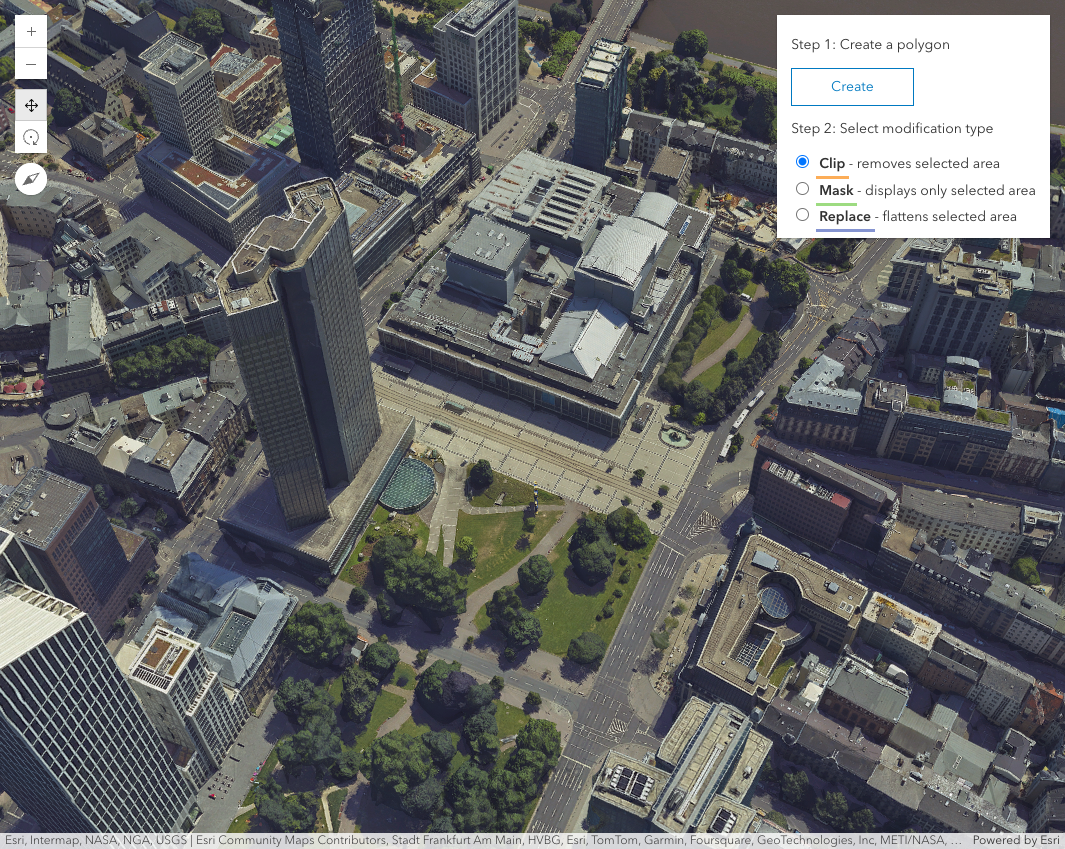 Step 1: Create a polygon
Create
Step 2: Select modification type
Clip - removes selected area
Mask - displays only selected area
Replace - flattens selected area
Esri, Intermap, NASA, NGA, USGS | Esri Community Maps Contributors, Stadt Frankfurt Am Main, HVBG, Esri, TomTom, Garmin, Foursquare, GeoTechnologies, Inc, METI/NASA, ... Powered by Esri